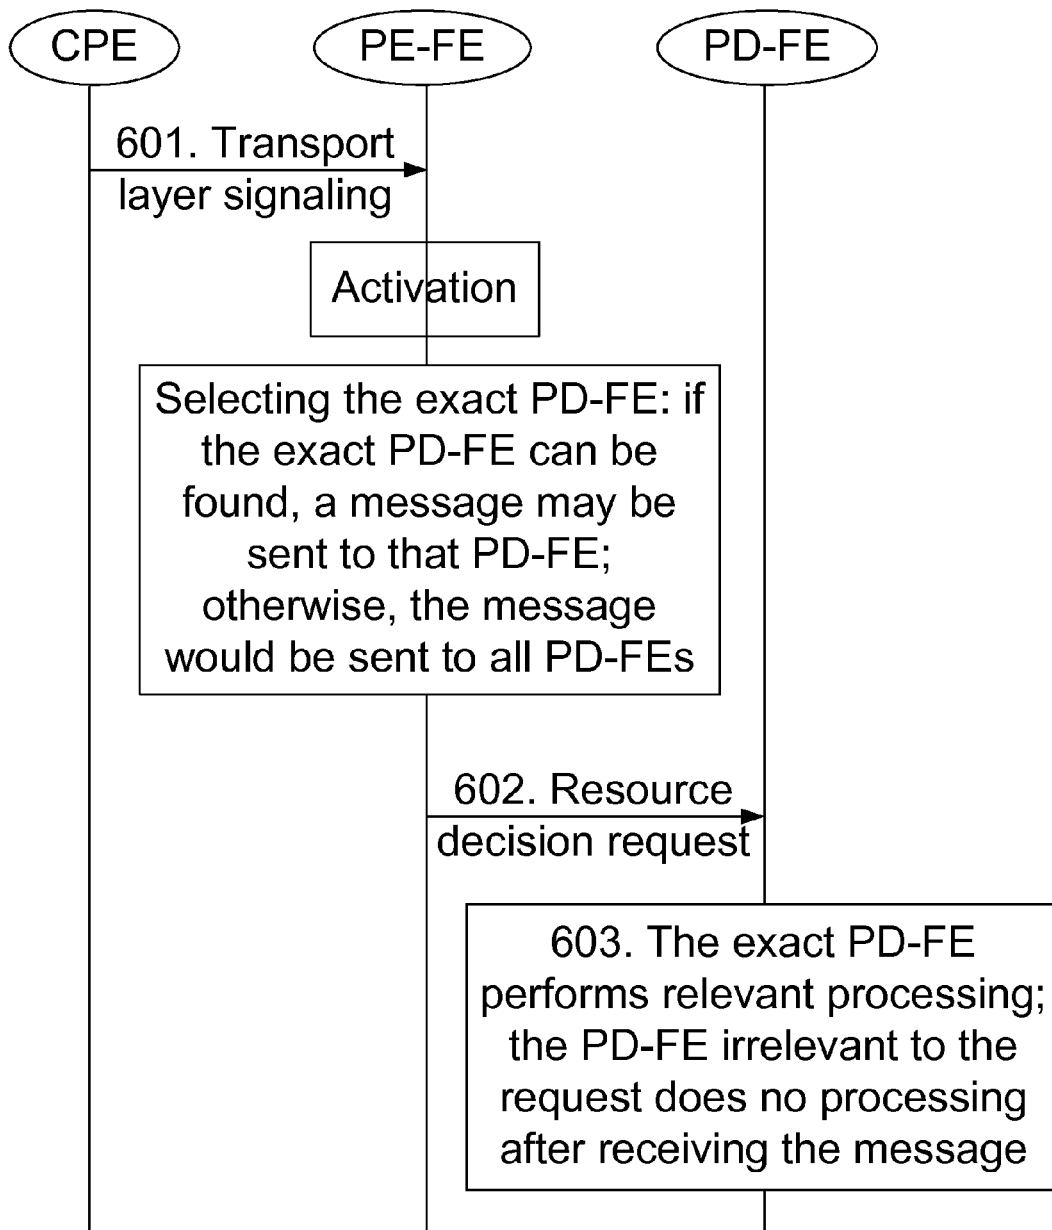 CPE
PE-FE
PD-FE
601. Transport
layer signaling
Activation
Selecting the exact PD-FE: if
the exact PD-FE can be
found, a message may be
sent to that PD-FE;
otherwise, the message
would be sent to all PD-FEs
602. Resource
decision request
603. The exact PD-FE
performs relevant processing;
the PD-FE irrelevant to the
request does no processing
after receiving the message